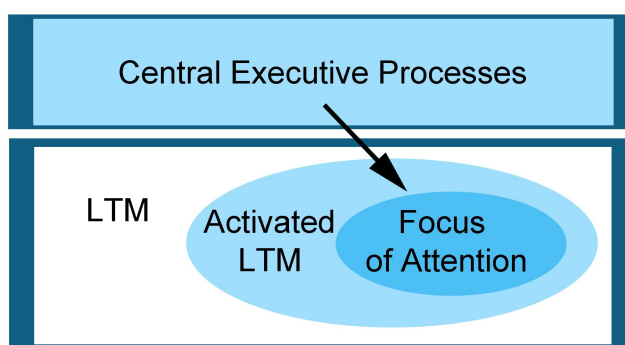 Central Executive Processes
LTM
Activated
LTM
Focus
of Attention